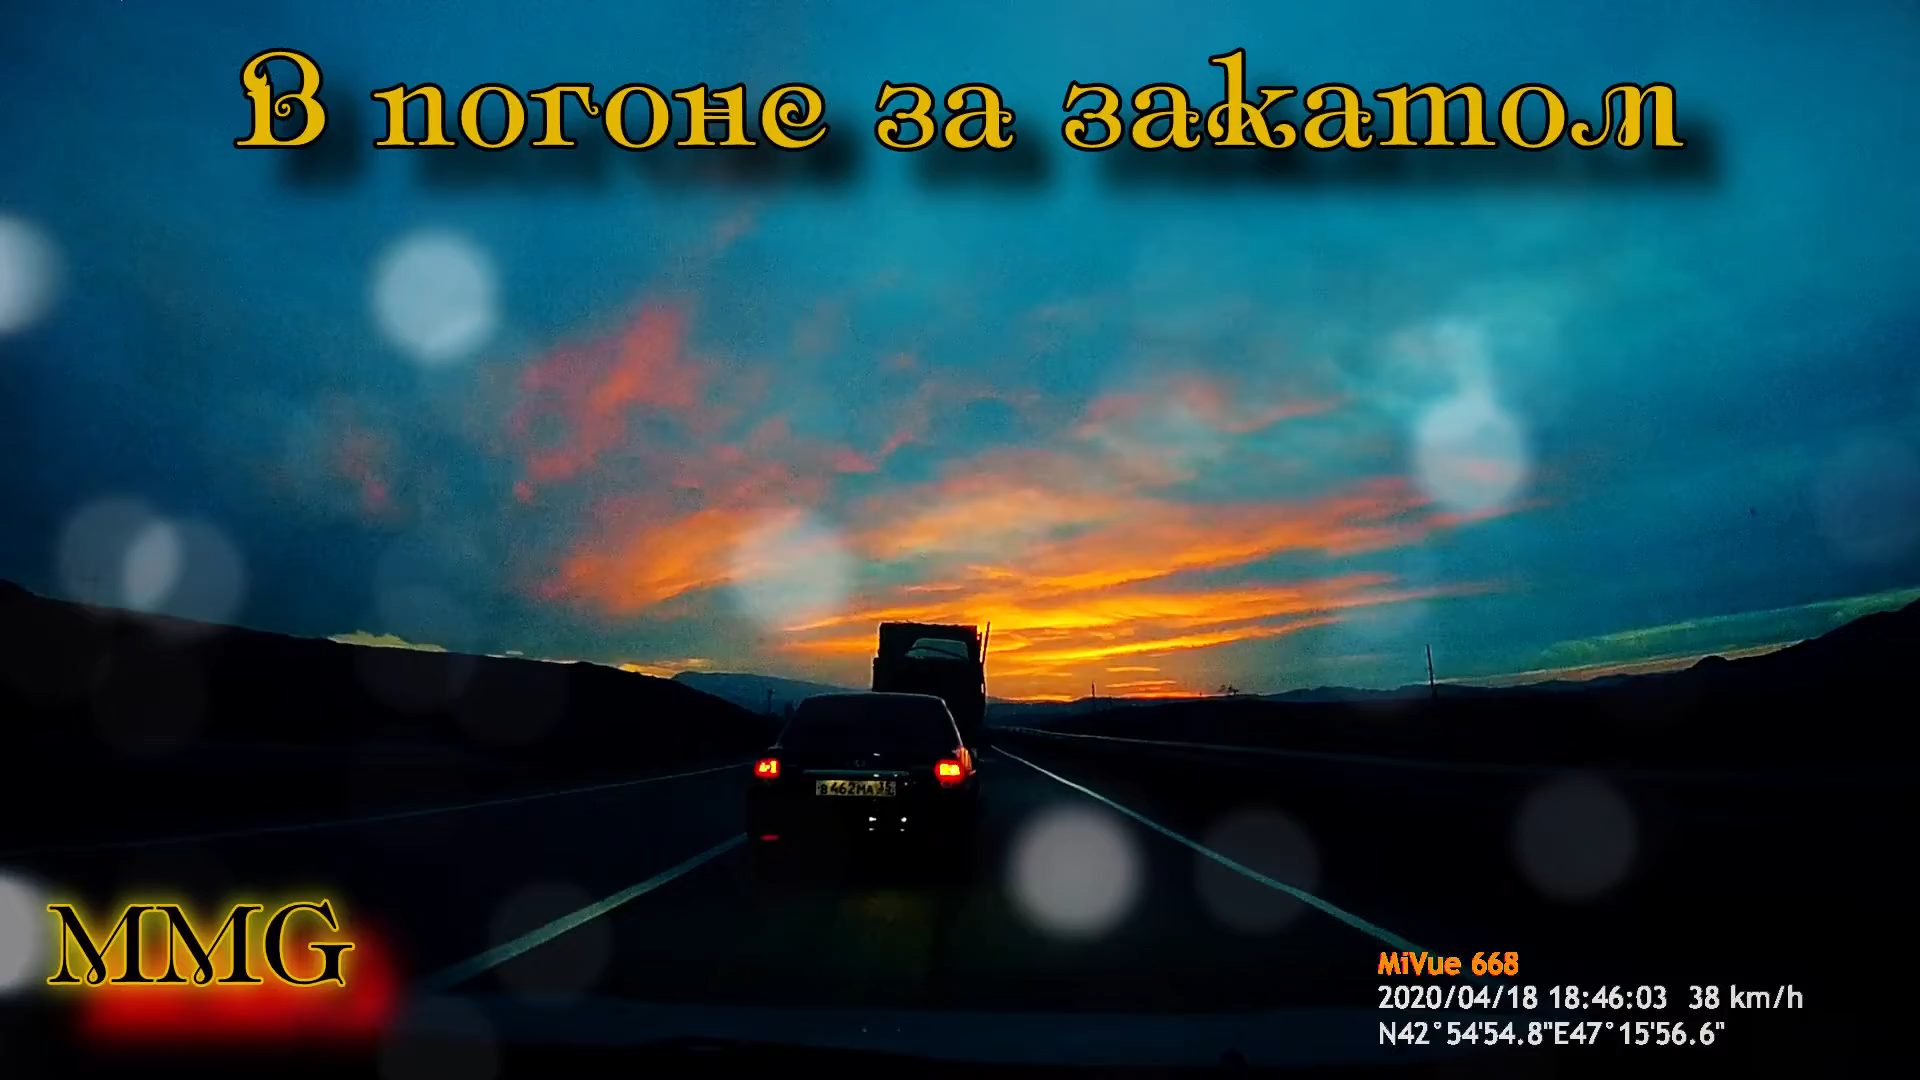 В погоне за закатом
В462МА
MMG
MiVue 668
2020/04/18 18:46:03 38 km/h
N42°54'54.8"E47°15'56.6"